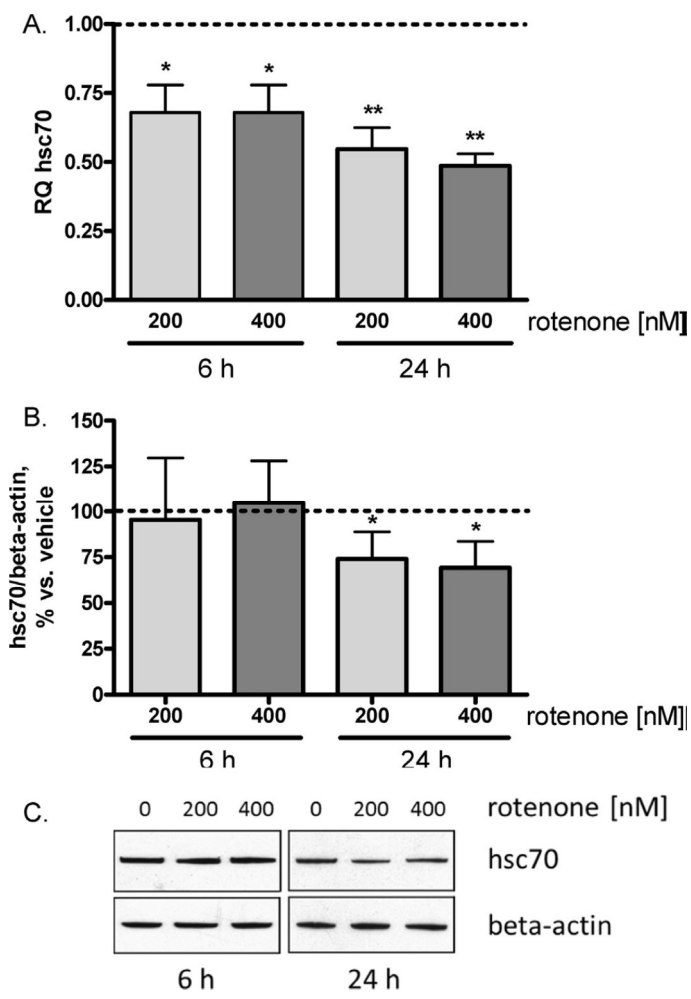 A.
1.00
* * ** **
0.75
0.50
0.25
0.00
RQ hsc70
200 400 200 400 rotenone [nM]
6 h 24 h
B.
150
125
100
75
50
25
0
* *
hsc70/beta-actin,
% vs. vehicle
200 400 200 400 rotenone [nM]
6 h 24 h
C.
0 200 400 0 200 400 rotenone [nM]
hsc70
beta-actin
6 h 24 h